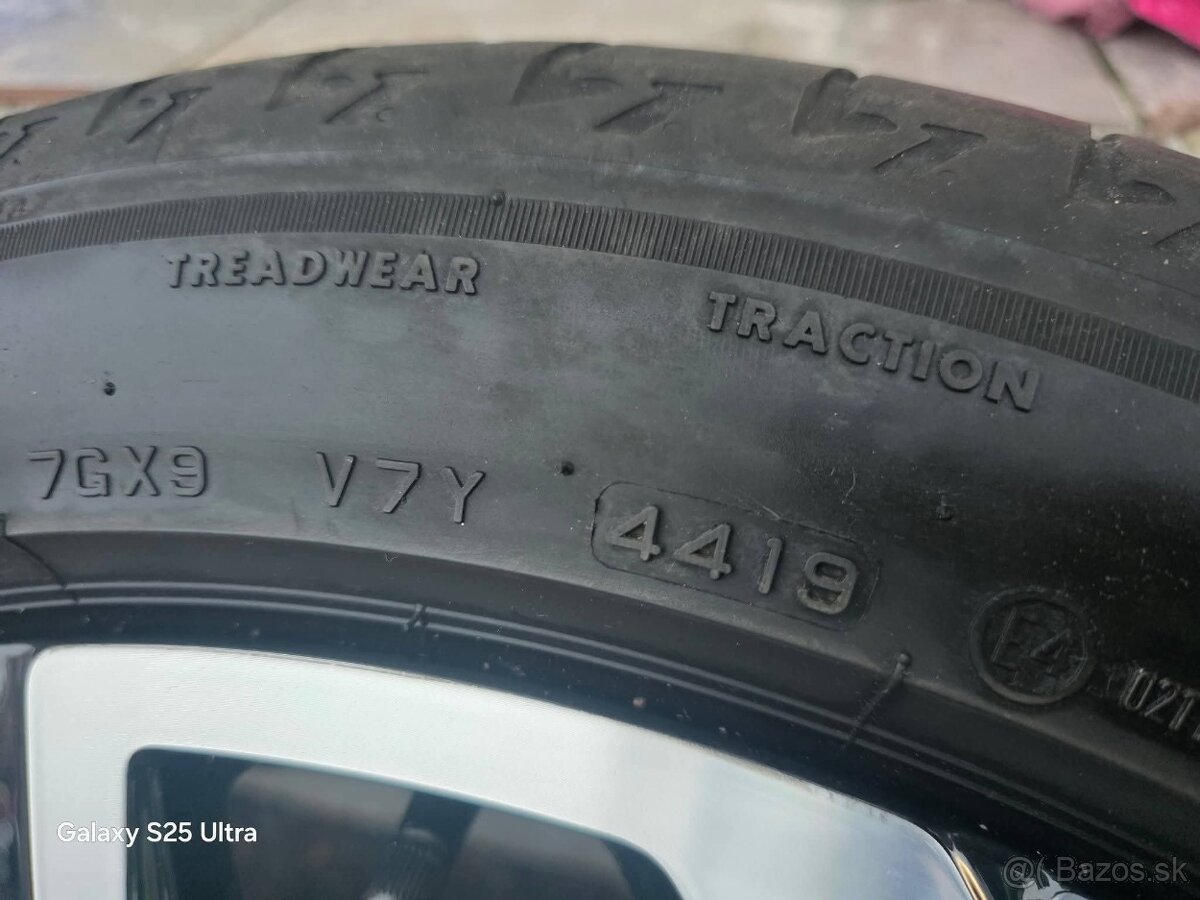 TREADWEAR
TRACTION
7GX9 V7Y 4419
E4
Galaxy S25 Ultra
Bazos.sk